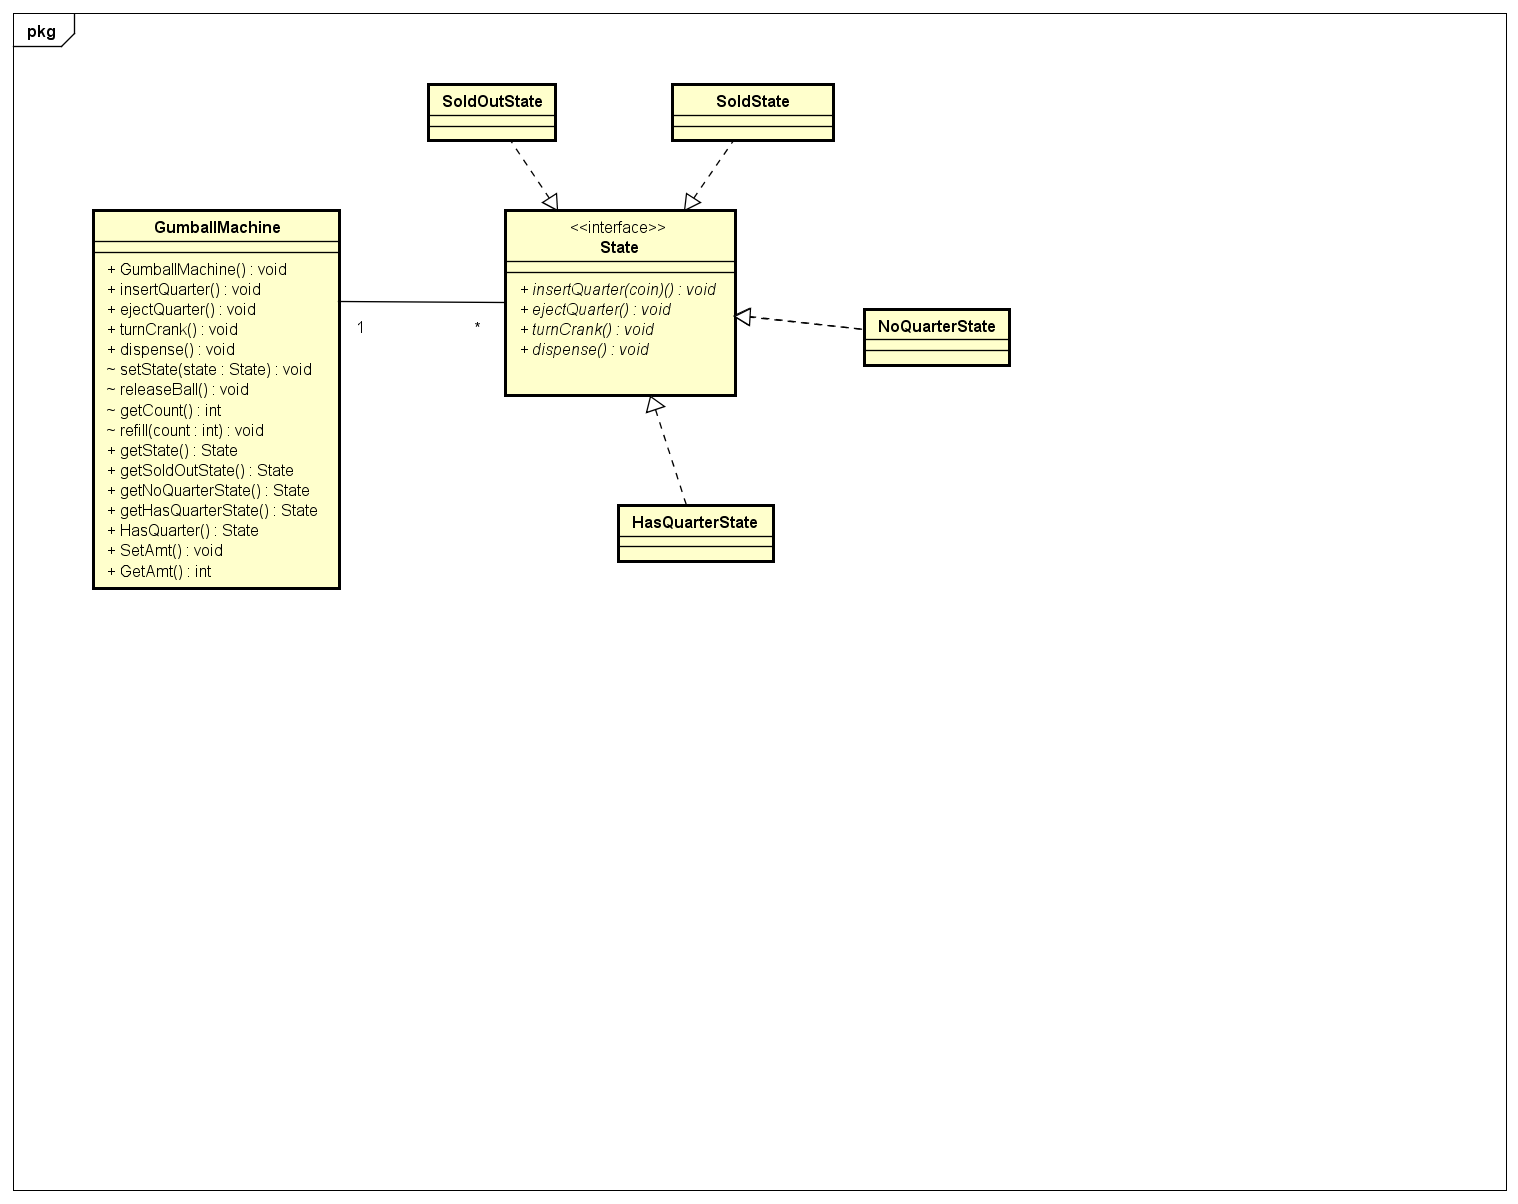 pkg
SoldOutState
SoldState
GumballMachine
+ GumballMachine() : void
+ insertQuarter() : void
+ ejectQuarter() : void
+ turnCrank() : void
+ dispense() : void
~ setState(state : State) : void
~ releaseBall() : void
~ getCount() : int
~ refill(count : int) : void
+ getState() : State
+ getSoldOutState() : State
+ getNoQuarterState() : State
+ getHasQuarterState() : State
+ HasQuarter() : State
+ SetAmt() : void
+ GetAmt() : int
1
*
<<interface>>
State
+ insertQuarter(coin)() : void
+ ejectQuarter() : void
+ turnCrank() : void
+ dispense() : void
NoQuarterState
HasQuarterState